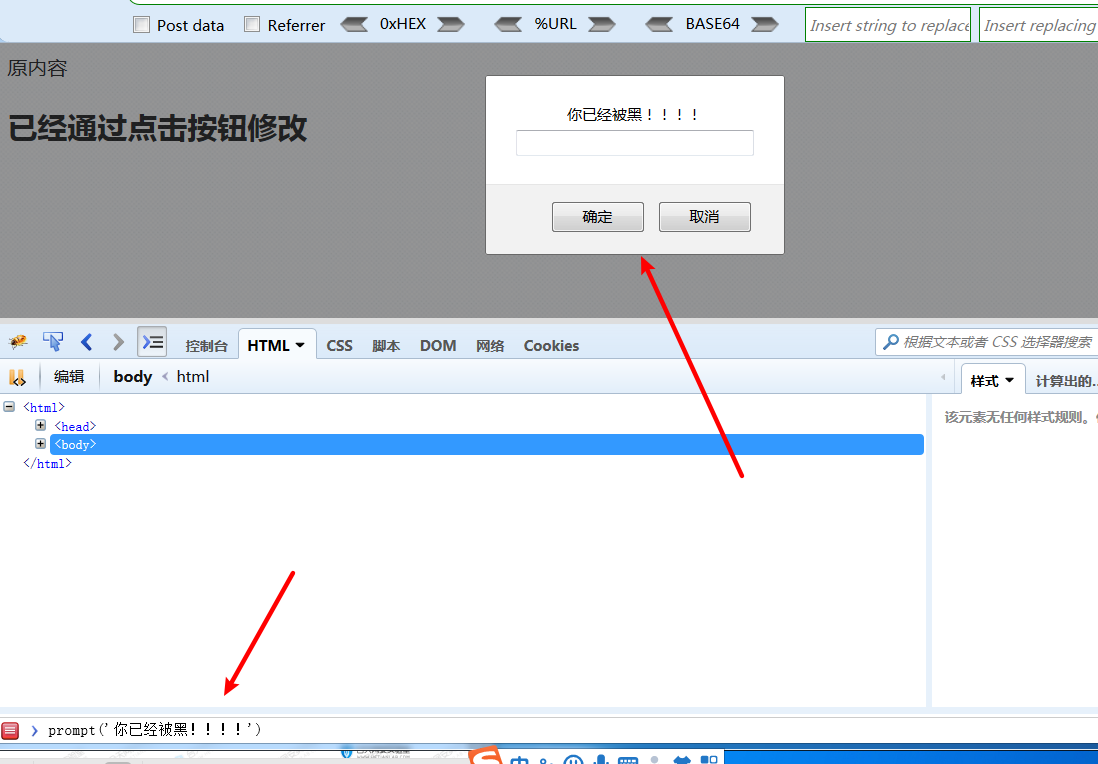 Post data Referrer 0xHEX %URL BASE64 Insert string to replace Insert replacing
原内容
已经通过点击按钮修改
你已经被黑！！！！
确定 取消
控制台 HTML CSS 脚本 DOM 网络 Cookies 根据文本或者 CSS 选择器搜索
编辑 body < html 样式 计算出的..
<html>
<head>
<body>
</html>
该元素无任何样式规则。
> prompt('你已经被黑！！！！')
中